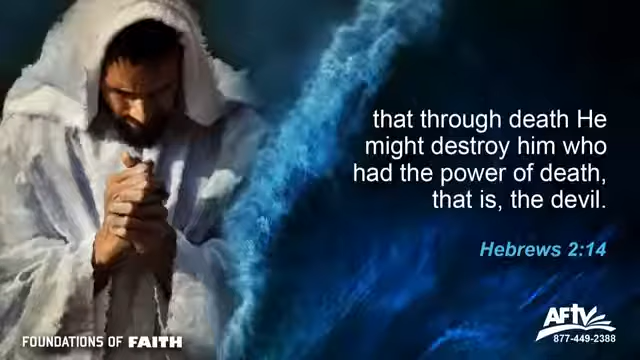 that through death He
might destroy him who
had the power of death,
that is, the devil.
Hebrews 2:14
FOUNDATIONS OF FAITH
AFTV
877-449-2388